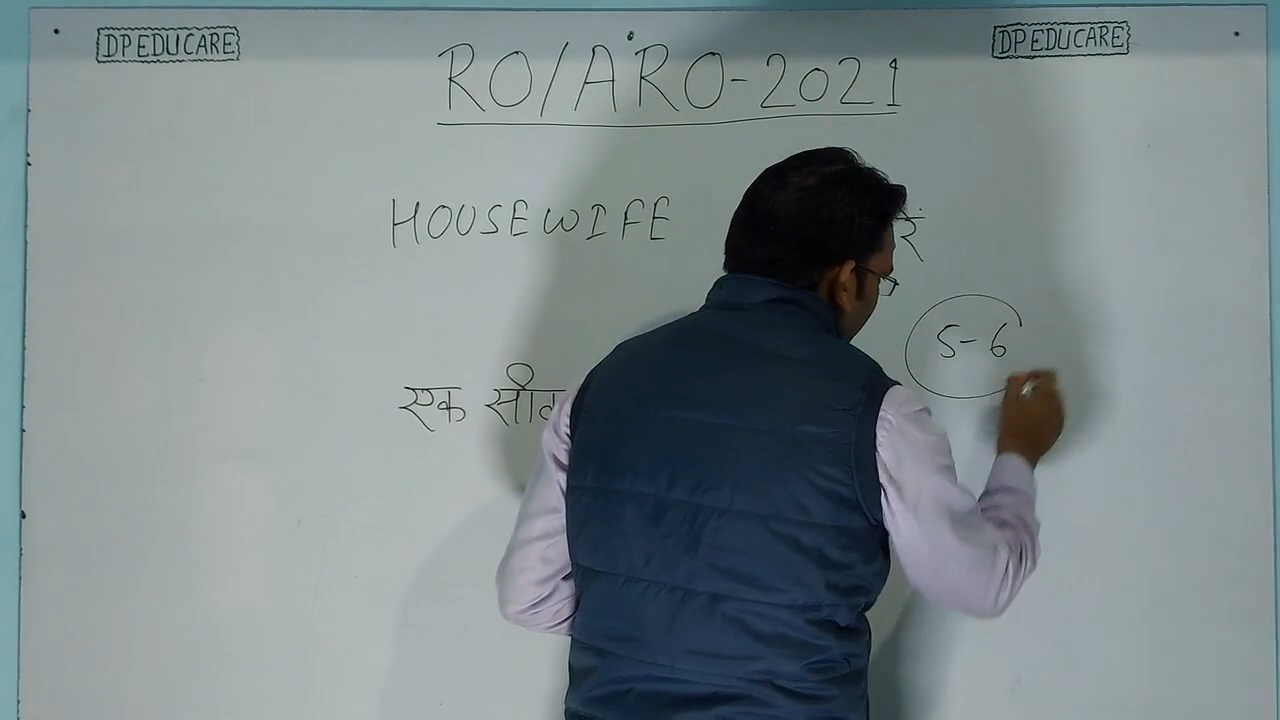 DP EDUCARE
DP EDUCARE
RO/ARO-2021
HOUSEWIFE
5-6
एक